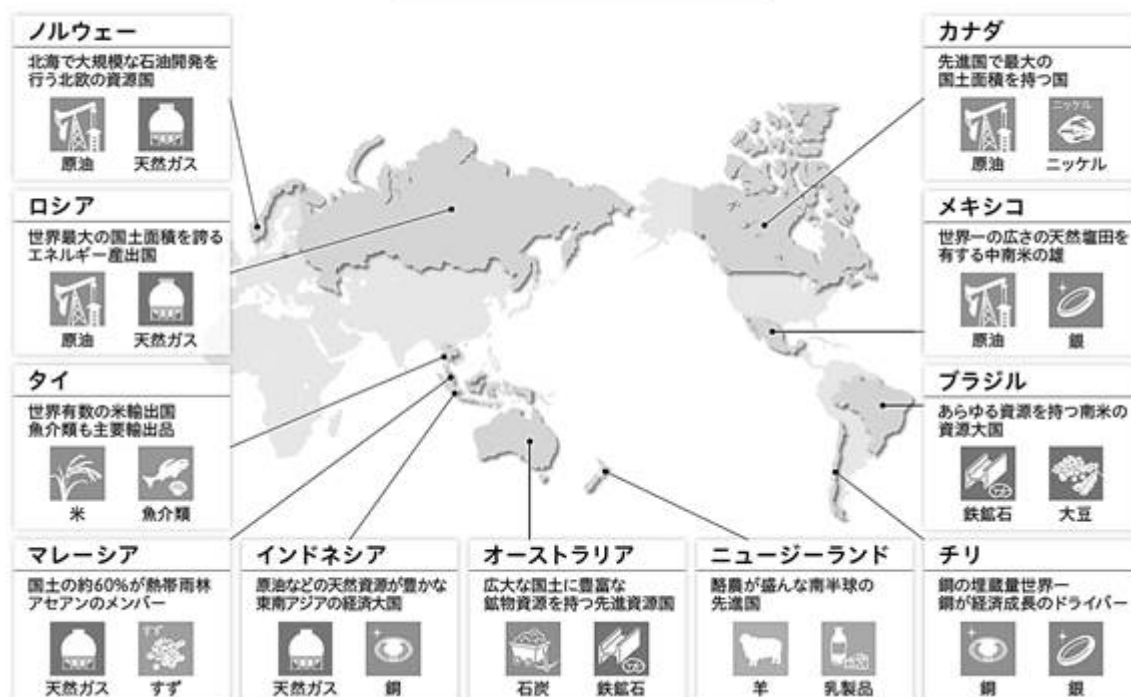 ノルウェー
北海で大規模な石油開発を
行う北欧の資源国
原油 天然ガス
ロシア
世界最大の国土面積を誇る
エネルギー産出国
原油 天然ガス
タイ
世界有数の米輸出国
魚介類も主要輸出品
米 魚介類
マレーシア
国土の約60%が熱帯雨林
アセアンのメンバー
すず
天然ガス すず
インドネシア
原油などの天然資源が豊かな
東南アジアの経済大国
天然ガス 銅
オーストラリア
広大な国土に豊富な
鉱物資源を持つ先進資源国
石炭 鉄鉱石
ニュージーランド
酪農が盛んな南半球の
先進国
羊 乳製品
カナダ
先進国で最大の
国土面積を持つ国
ニッケル
原油 ニッケル
メキシコ
世界一の広さの天然塩田を
有する中南米の雄
原油 銀
ブラジル
あらゆる資源を持つ南米の
資源大国
鉄鉱石 大豆
チリ
銅の埋蔵量世界一
銅が経済成長のドライバー
銅 銀